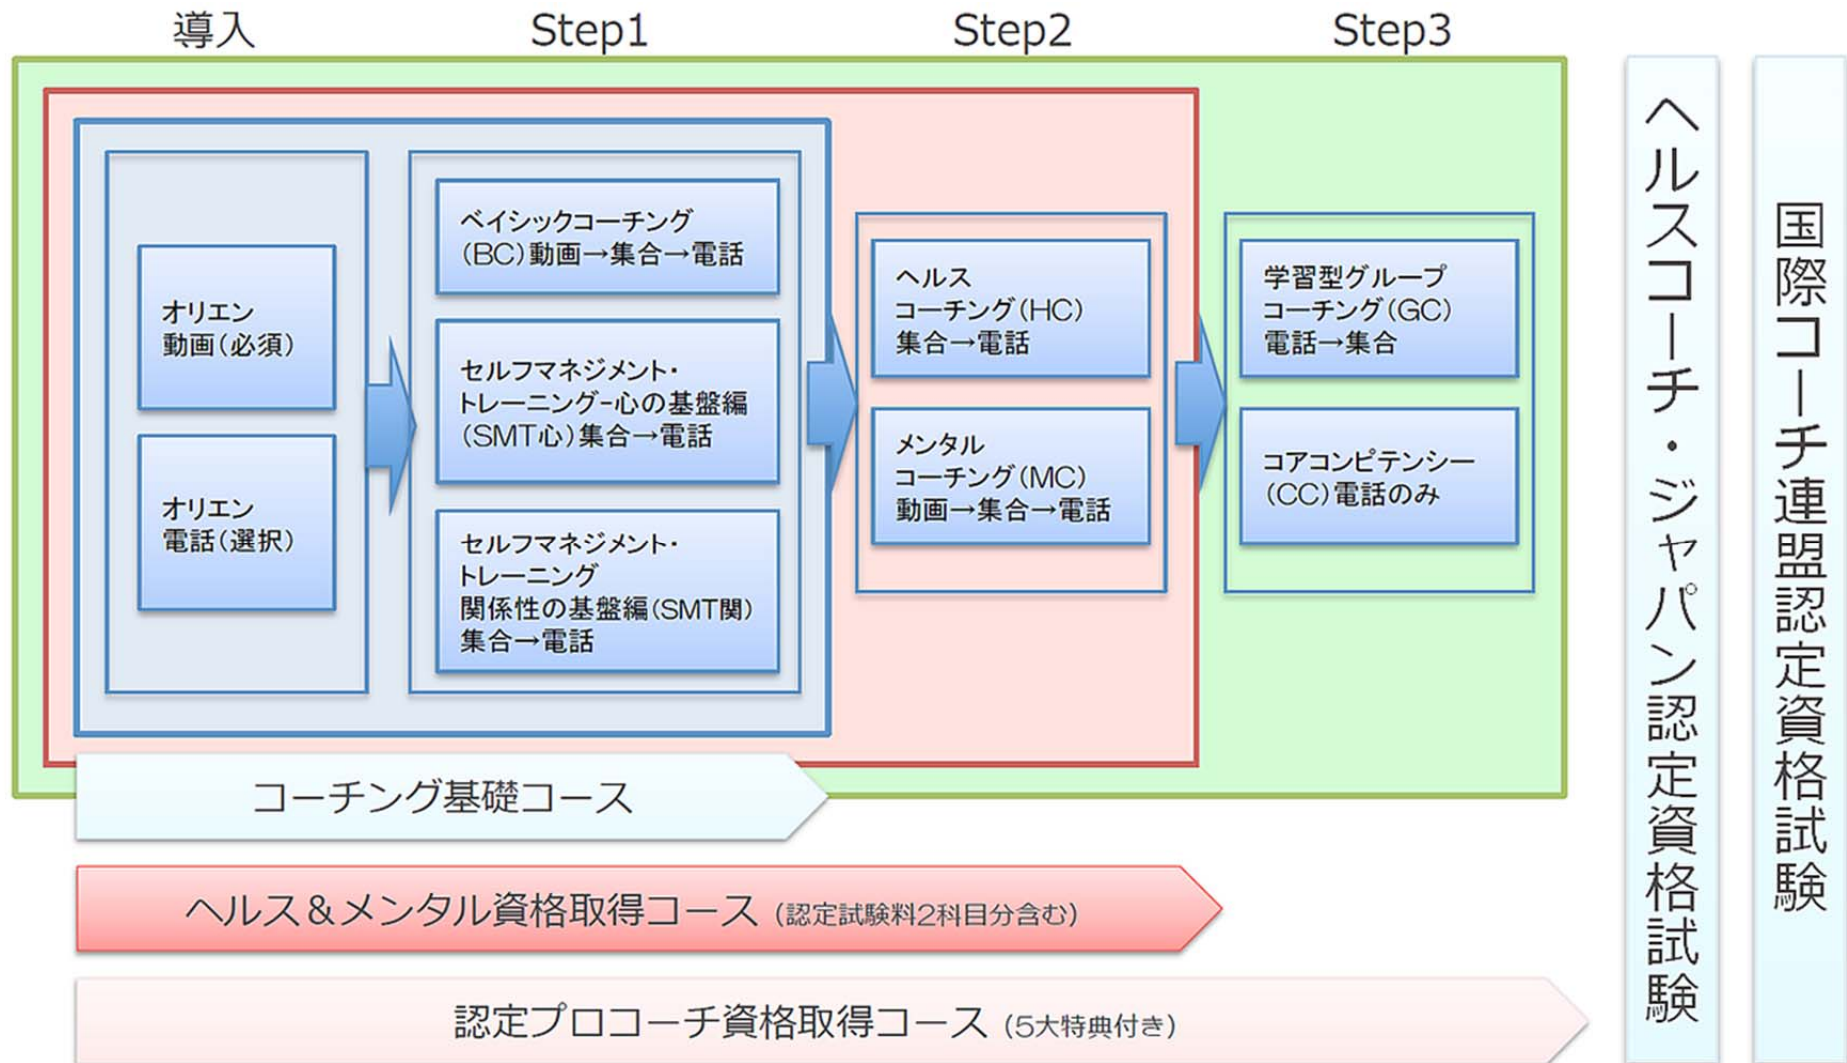 導入
Step1
Step2
Step3
オリエン
動画(必須)
オリエン
電話(選択)
ベイシックコーチング
(BC)動画→集合→電話
セルフマネジメント・
トレーニング-心の基盤編
(SMT心)集合→電話
セルフマネジメント・
トレーニング
関係性の基盤編(SMT関)
集合→電話
ヘルス
コーチング(HC)
集合→電話
メンタル
コーチング(MC)
動画→集合→電話
学習型グループ
コーチング(GC)
電話→集合
コアコンピテンシー
(CC)電話のみ
コーチング基礎コース
ヘルス&メンタル資格取得コース (認定試験料2科目分含む)
認定プロコーチ資格取得コース (5大特典付き)
ヘルスコーチ・ジャパン認定資格試験
国際コーチ連盟認定資格試験